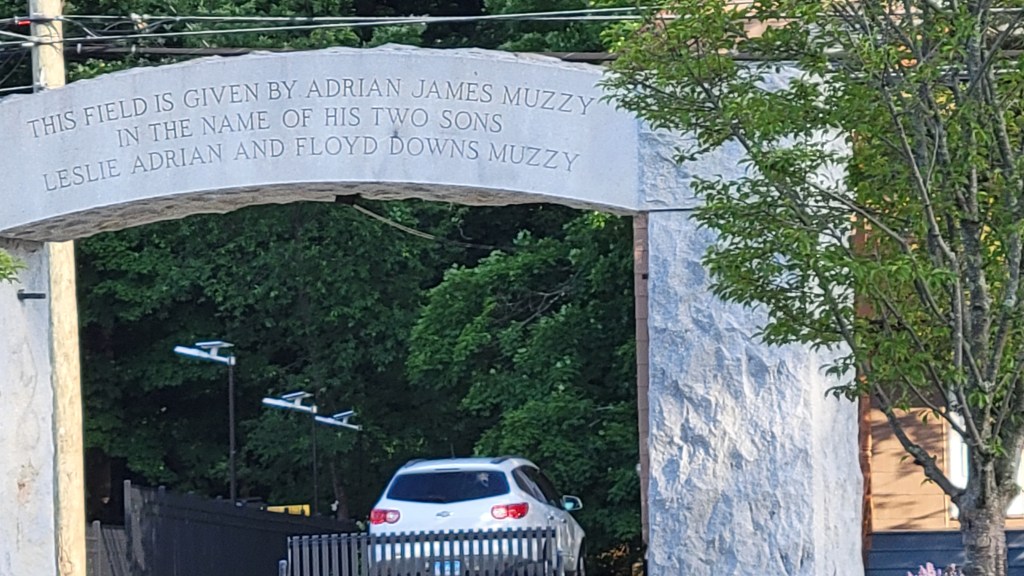 THIS FIELD IS GIVEN BY ADRIAN JAMES MUZZY
IN THE NAME OF HIS TWO SONS
LESLIE ADRIAN AND FLOYD DOWNS MUZZY